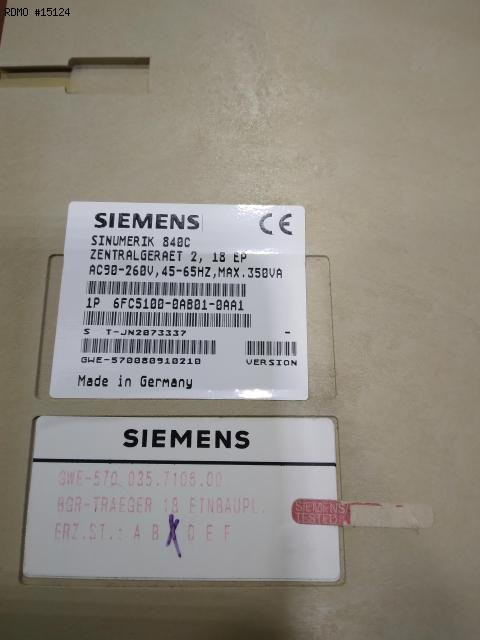 RDMO #15124
SIEMENS CE
SINUMERIK 840C
ZENTRALGERAET 2, 18 EP
AC90-260V,45-65HZ,MAX.350VA
1P 6FC5100-0AB01-0AA1
S T-JN2073337 -
GWE-570080910210 VERSION
Made in Germany
SIEMENS
GWE-570 035.7106.00
BGR-TRAEGER 18 EINBAUPL.
ERZ.ST.: A B X D E F
SIEMENS
TESTED